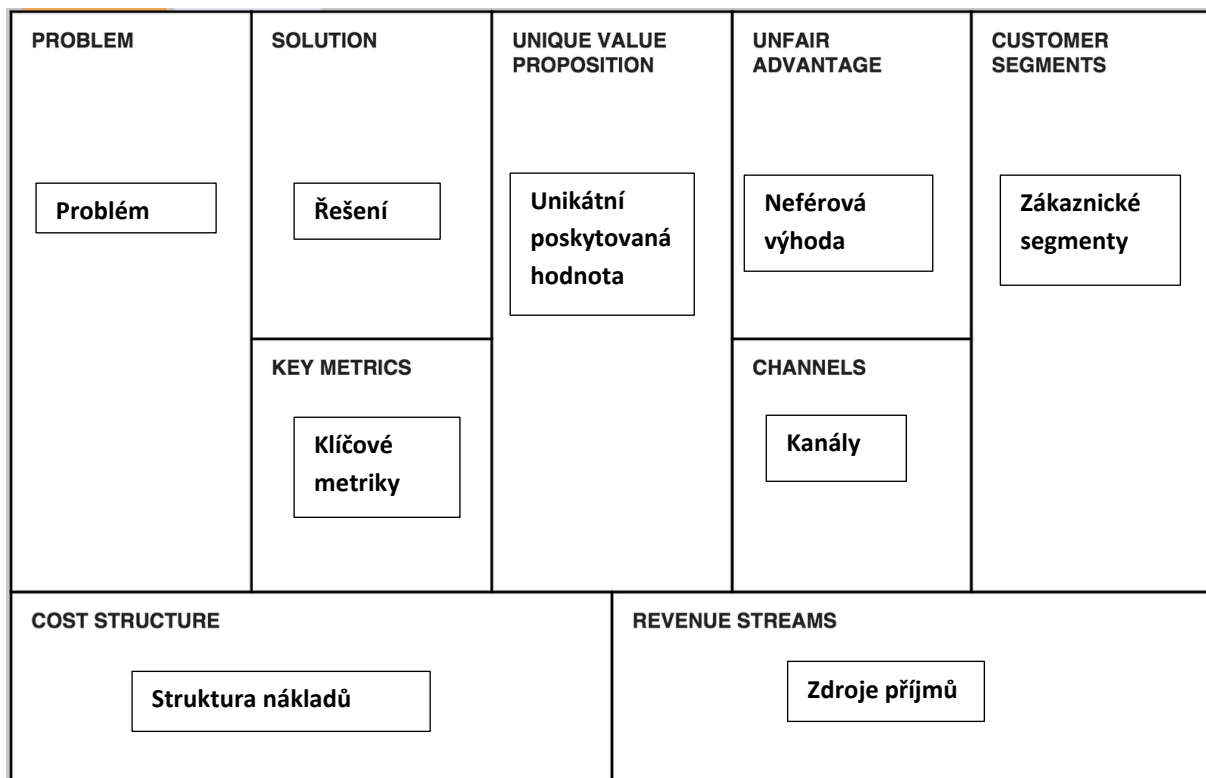 PROBLEM
Problém
SOLUTION
Řešení
KEY METRICS
Klíčové
metriky
UNIQUE VALUE
PROPOSITION
Unikátní
poskytovaná
hodnota
UNFAIR
ADVANTAGE
Neférová
výhoda
CHANNELS
Kanály
CUSTOMER
SEGMENTS
Zákaznické
segmenty
COST STRUCTURE
Struktura nákladů
REVENUE STREAMS
Zdroje příjmů